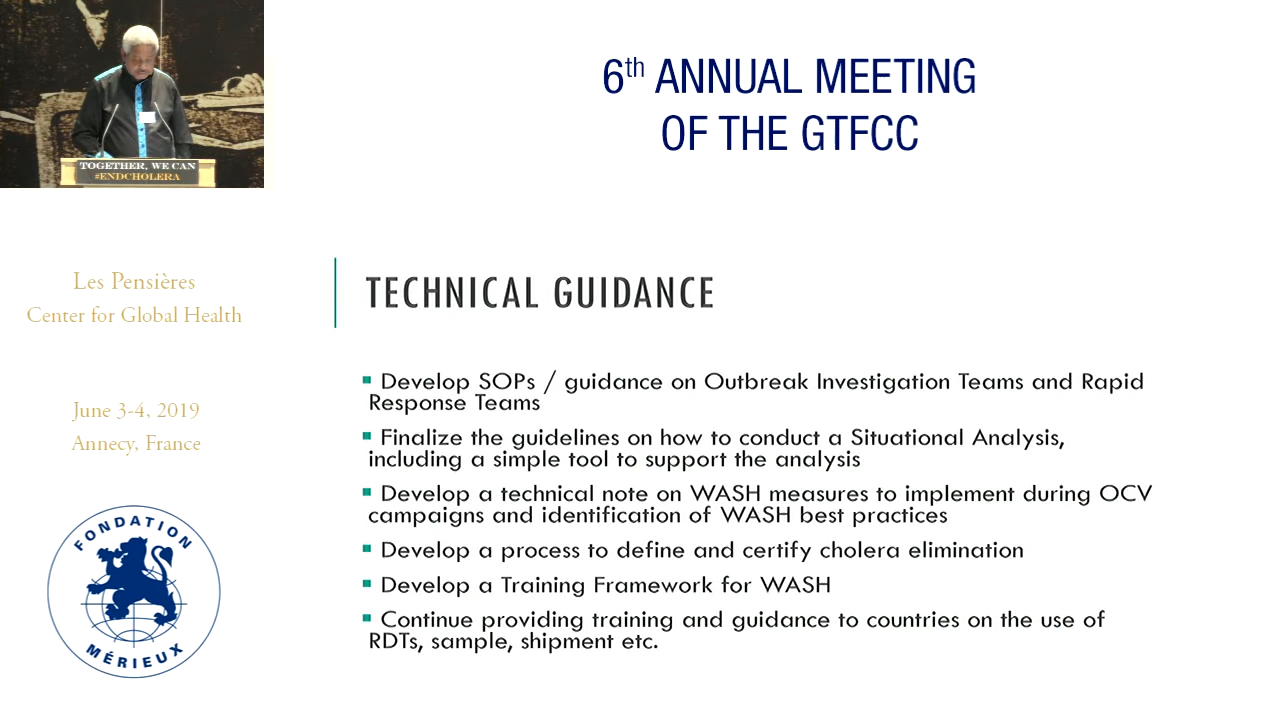 6th ANNUAL MEETING
OF THE GTFCC
TOGETHER, WE CAN
#ENDCHOLERA
Les Pensières
Center for Global Health
June 3-4, 2019
Annecy, France
FONDATION
MÉRIEUX
TECHNICAL GUIDANCE
▪ Develop SOPs / guidance on Outbreak Investigation Teams and Rapid
Response Teams
▪ Finalize the guidelines on how to conduct a Situational Analysis,
including a simple tool to support the analysis
▪ Develop a technical note on WASH measures to implement during OCV
campaigns and identification of WASH best practices
▪ Develop a process to define and certify cholera elimination
▪ Develop a Training Framework for WASH
▪ Continue providing training and guidance to countries on the use of
RDTs, sample, shipment etc.